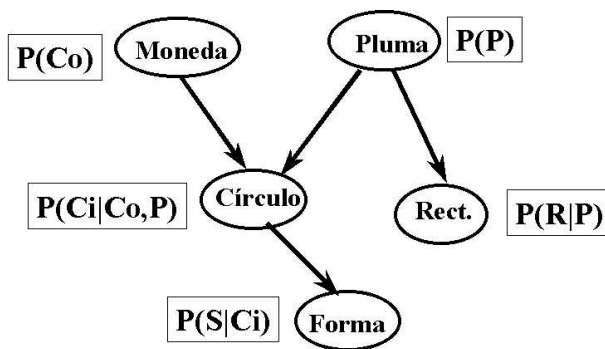 P(Co)
Moneda
Pluma
P(P)
P(Ci|Co,P)
Círculo
Rect.
P(R|P)
P(S|Ci)
Forma